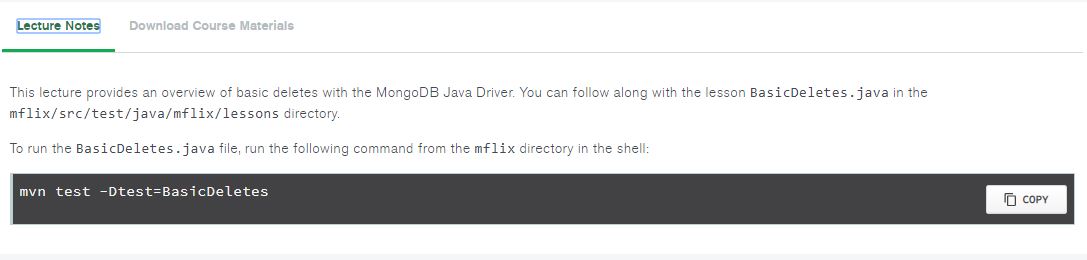 Lecture Notes Download Course Materials
This lecture provides an overview of basic deletes with the MongoDB Java Driver. You can follow along with the lesson BasicDeletes.java in the
mflix/src/test/java/mflix/lessons directory.
To run the BasicDeletes.java file, run the following command from the mflix directory in the shell:
mvn test -Dtest=BasicDeletes
COPY